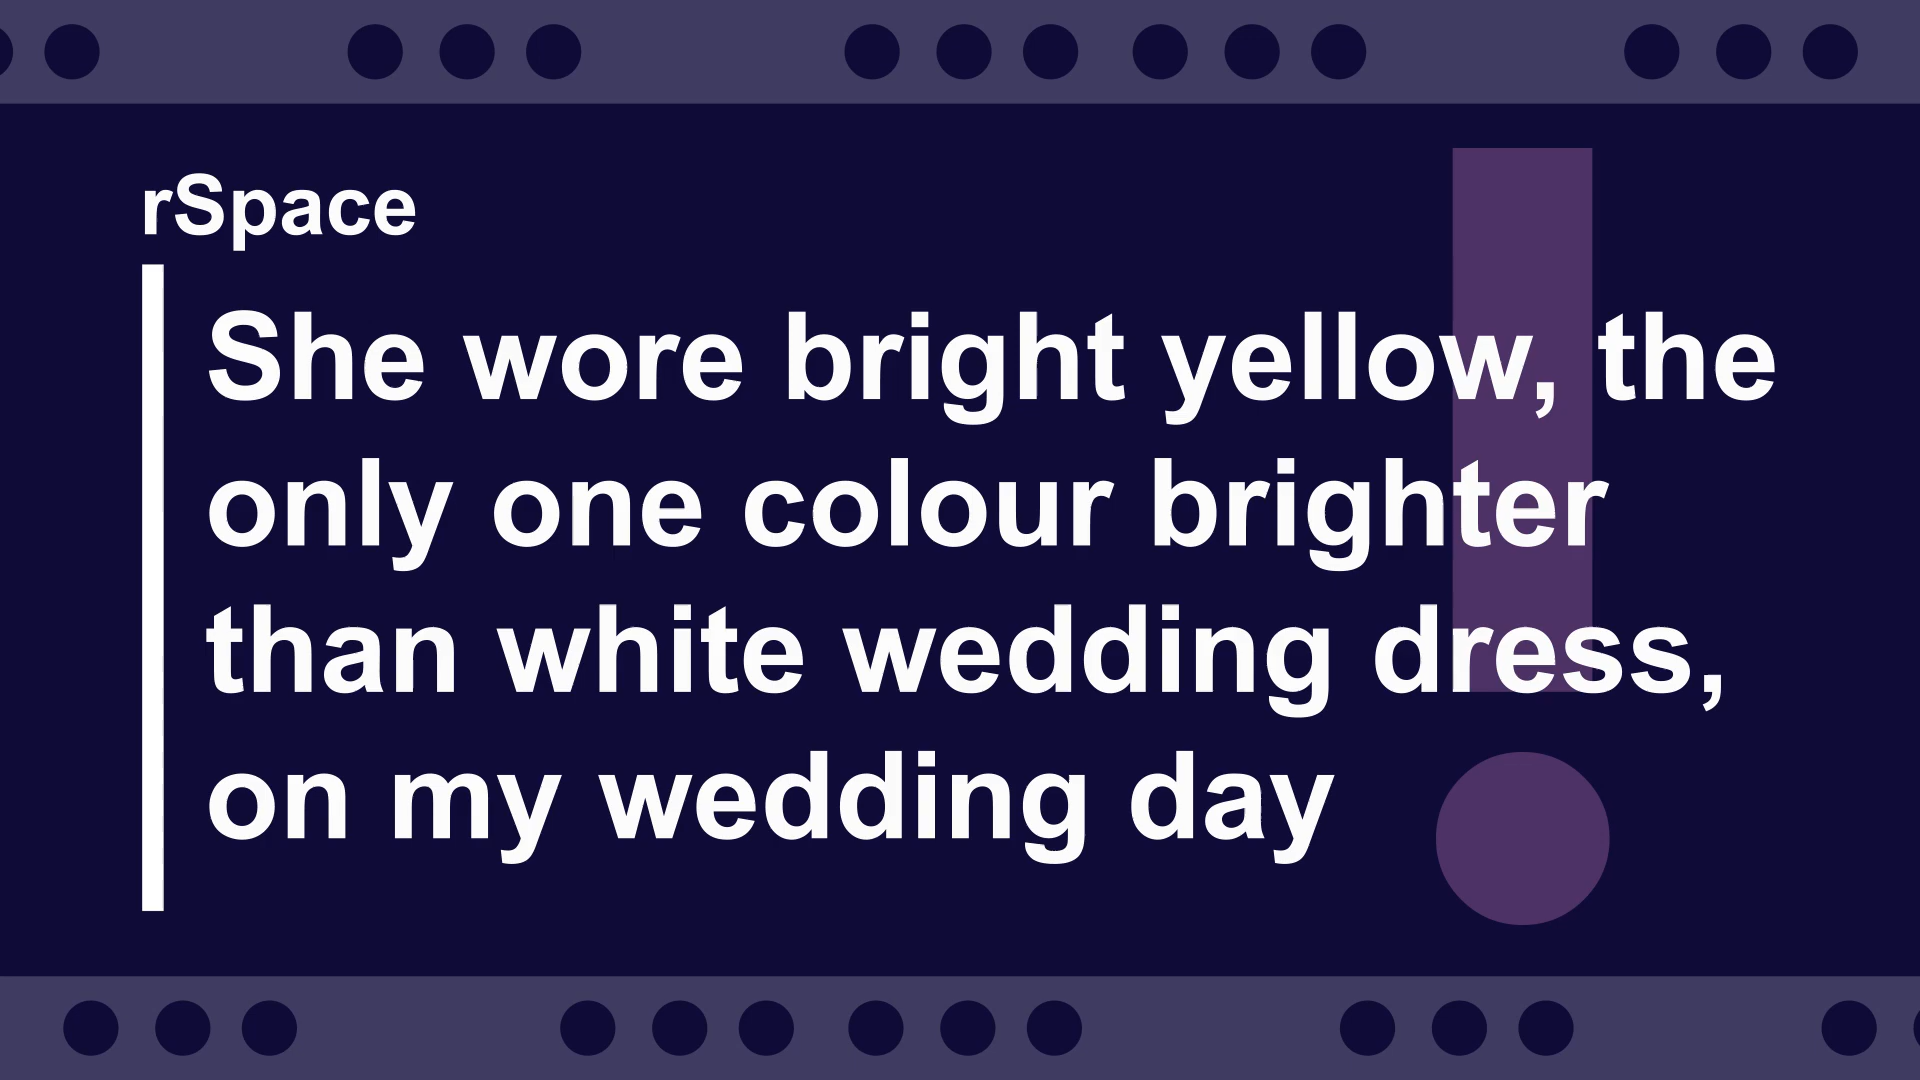 rSpace
She wore bright yellow, the
only one colour brighter
than white wedding dress,
on my wedding day